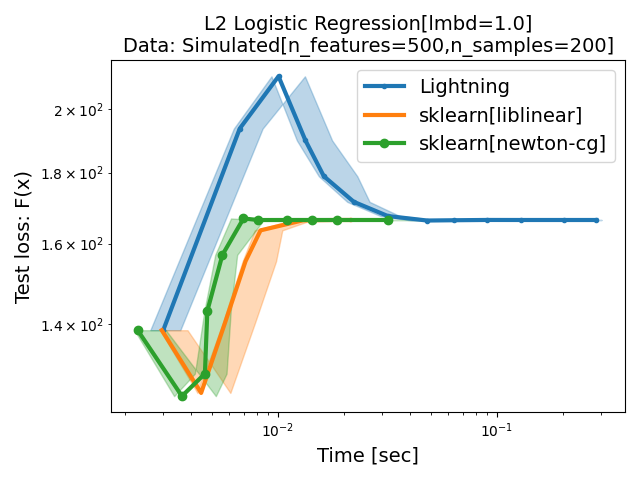 L2 Logistic Regression[lmbd=1.0]
Data: Simulated[n_features=500,n_samples=200]
Lightning
sklearn[liblinear]
sklearn[newton-cg]
Test loss: F(x)
2 × 10²
1.8 × 10²
1.6 × 10²
1.4 × 10²
10⁻²
10⁻¹
Time [sec]